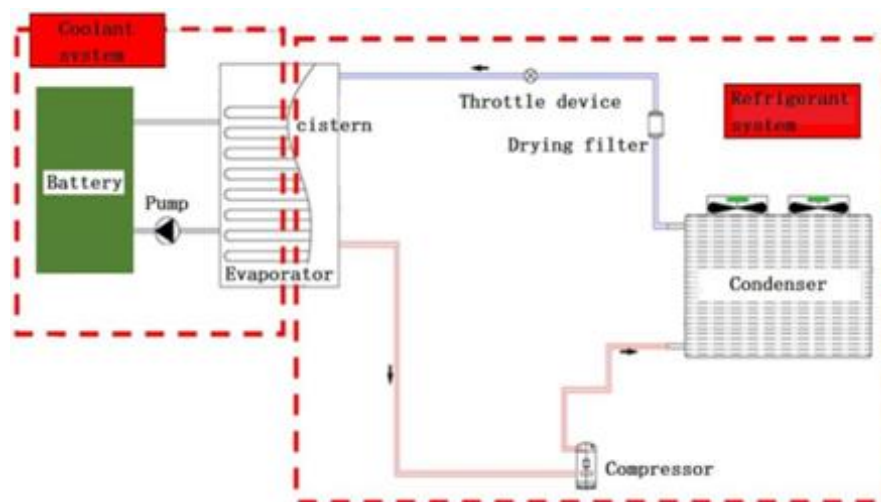 Coolant
system
Throttle device
Refrigerant
system
cistern
Drying filter
Battery
Pump
Evaporator
Condenser
Compressor